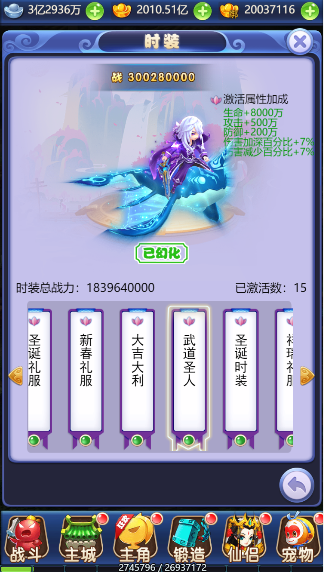 3亿2936万
2010.51亿
20037116
时装
战 300280000
激活属性加成
生命+8000万
攻击+500万
防御+200万
伤害加深百分比+7%
伤害减少百分比+7%
已幻化
时装总战力：1839640000
已激活数：15
圣诞礼服
新春礼服
大吉大利
武道圣人
圣诞时装
祥瑞礼服
战斗
主城
主角
锻造
仙侣
宠物
2745796 / 26937172